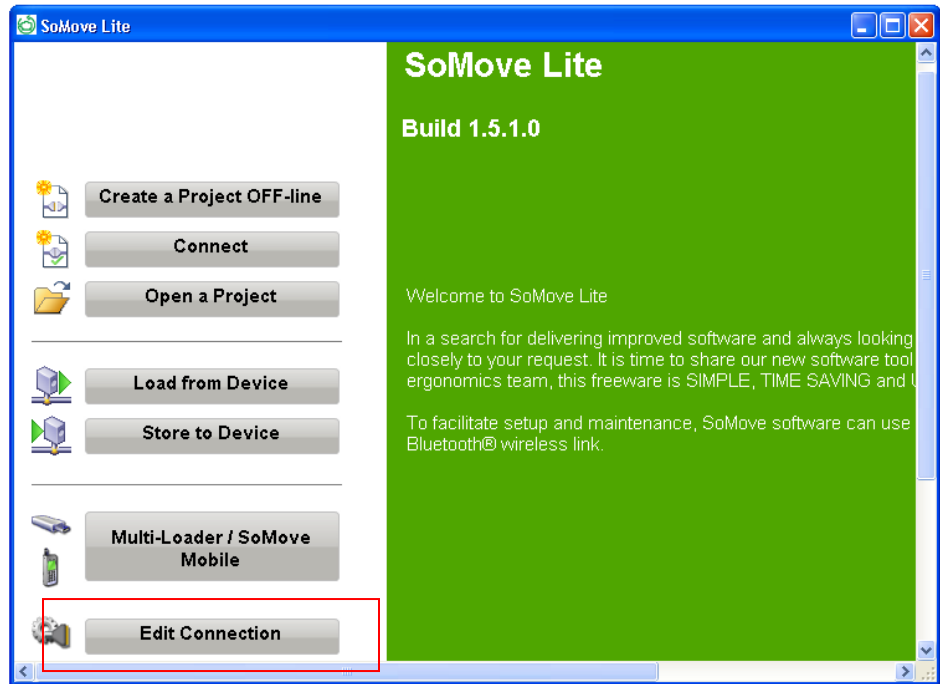 SoMove Lite
SoMove Lite
Build 1.5.1.0
Create a Project OFF-line
Connect
Open a Project
Load from Device
Store to Device
Multi-Loader / SoMove
Mobile
Edit Connection
Welcome to SoMove Lite
In a search for delivering improved software and always looking
closely to your request. It is time to share our new software tool
ergonomics team, this freeware is SIMPLE, TIME SAVING and
To facilitate setup and maintenance, SoMove software can use
Bluetooth® wireless link.